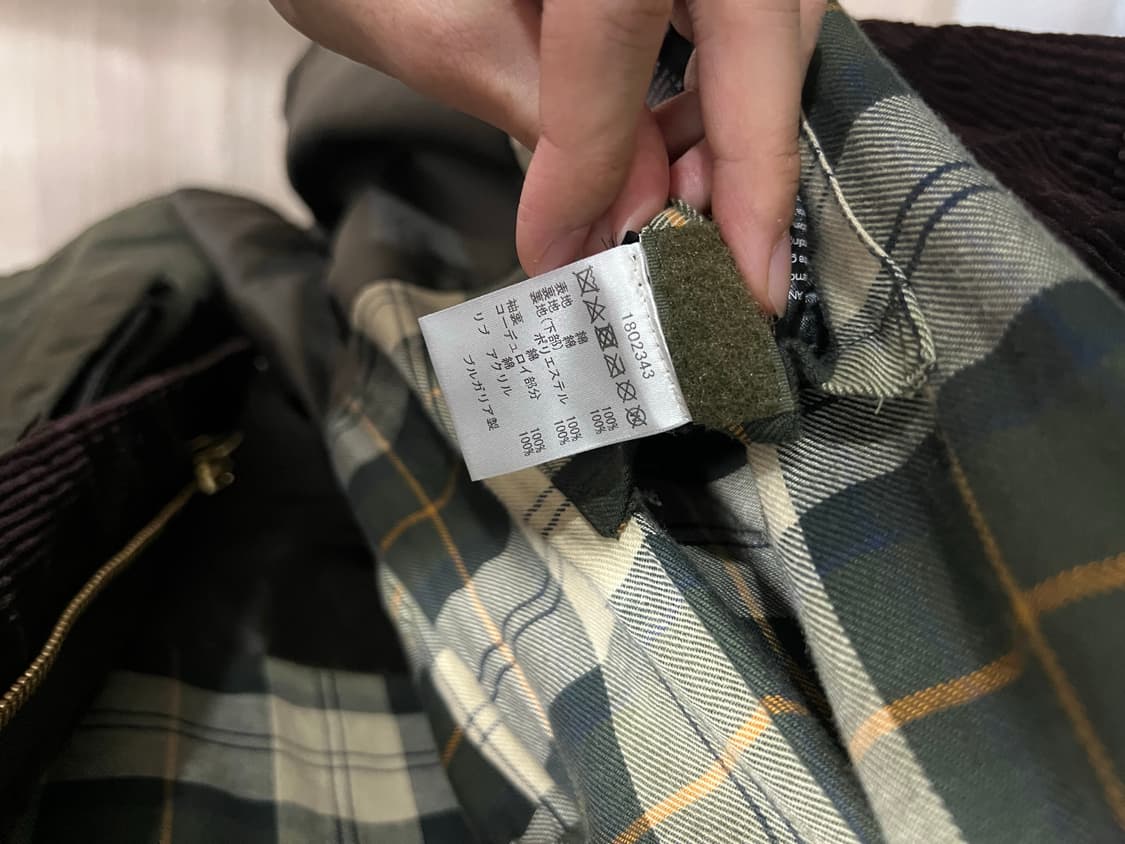 1802343
表地 綿 100%
裏地 綿 100%
裏地(下部) ポリエステル 100%
袖裏 綿 100%
コーデュロイ部分 綿 100%
リブ アクリル 100%
ブルガリア製